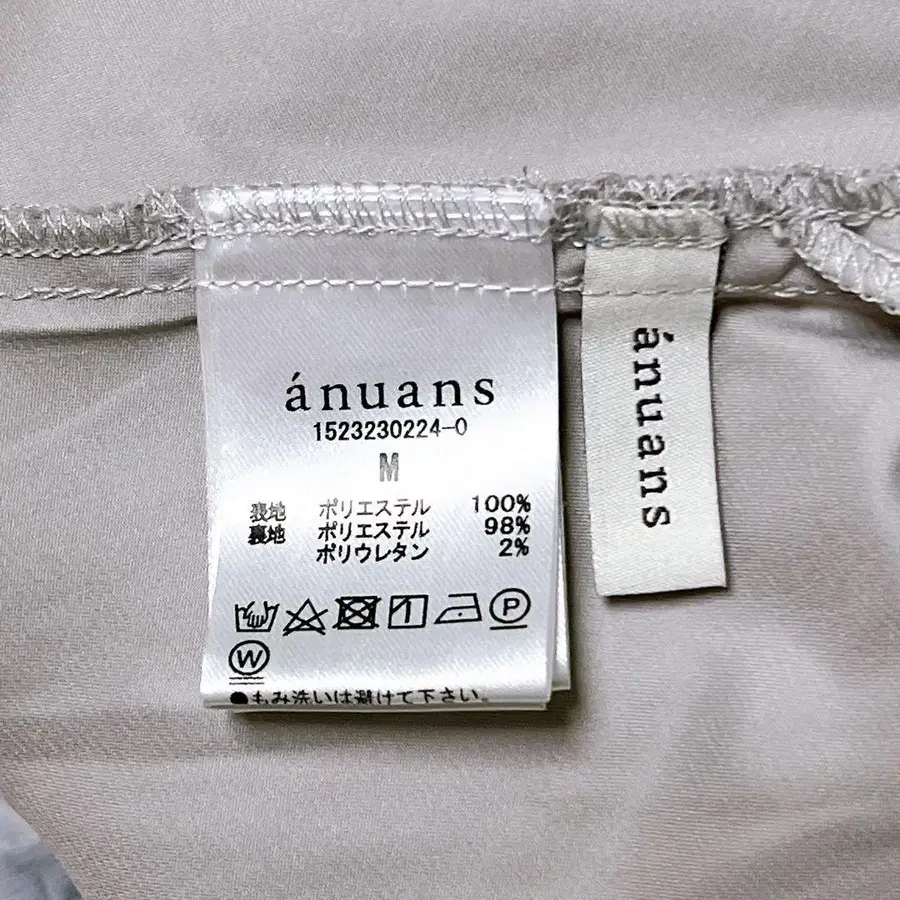 ánuans
1523230224-0
M
表地 ポリエステル 100%
裏地 ポリエステル 98%
ポリウレタン 2%
P
W
●もみ洗いは避けて下さい。
ánuans